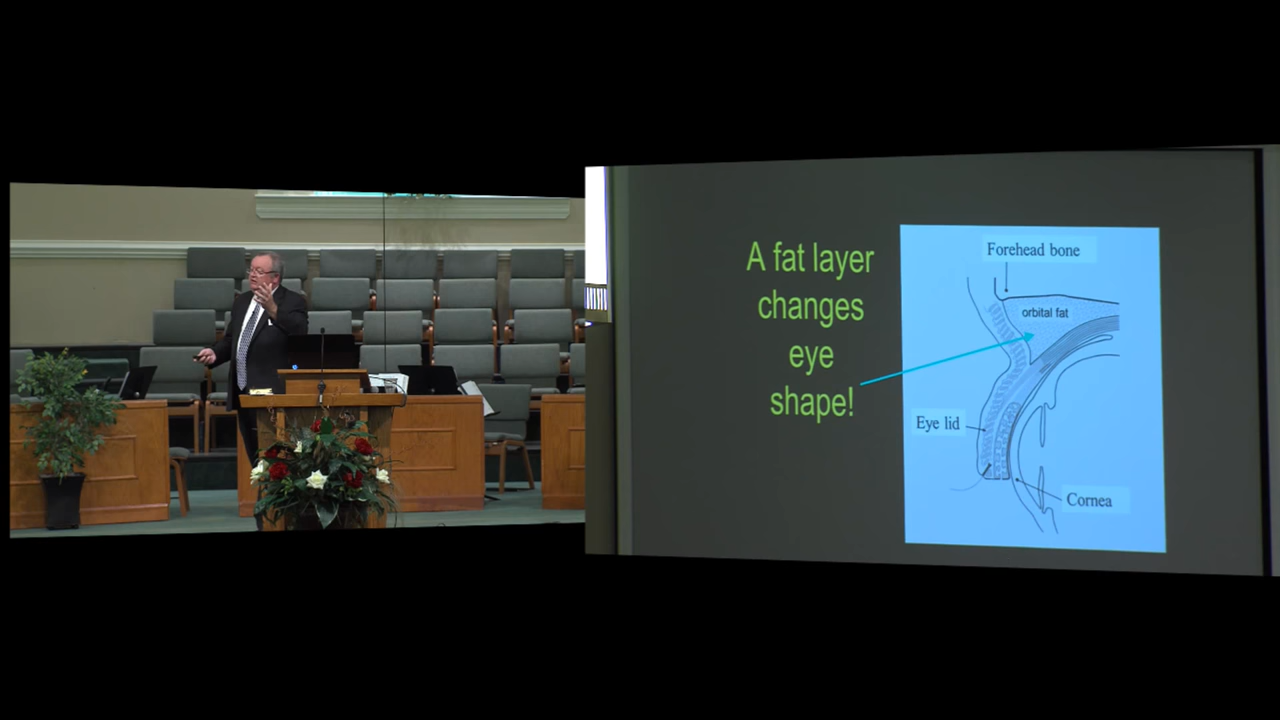 A fat layer
changes
eye
shape!
Forehead bone
orbital fat
Eye lid
Cornea